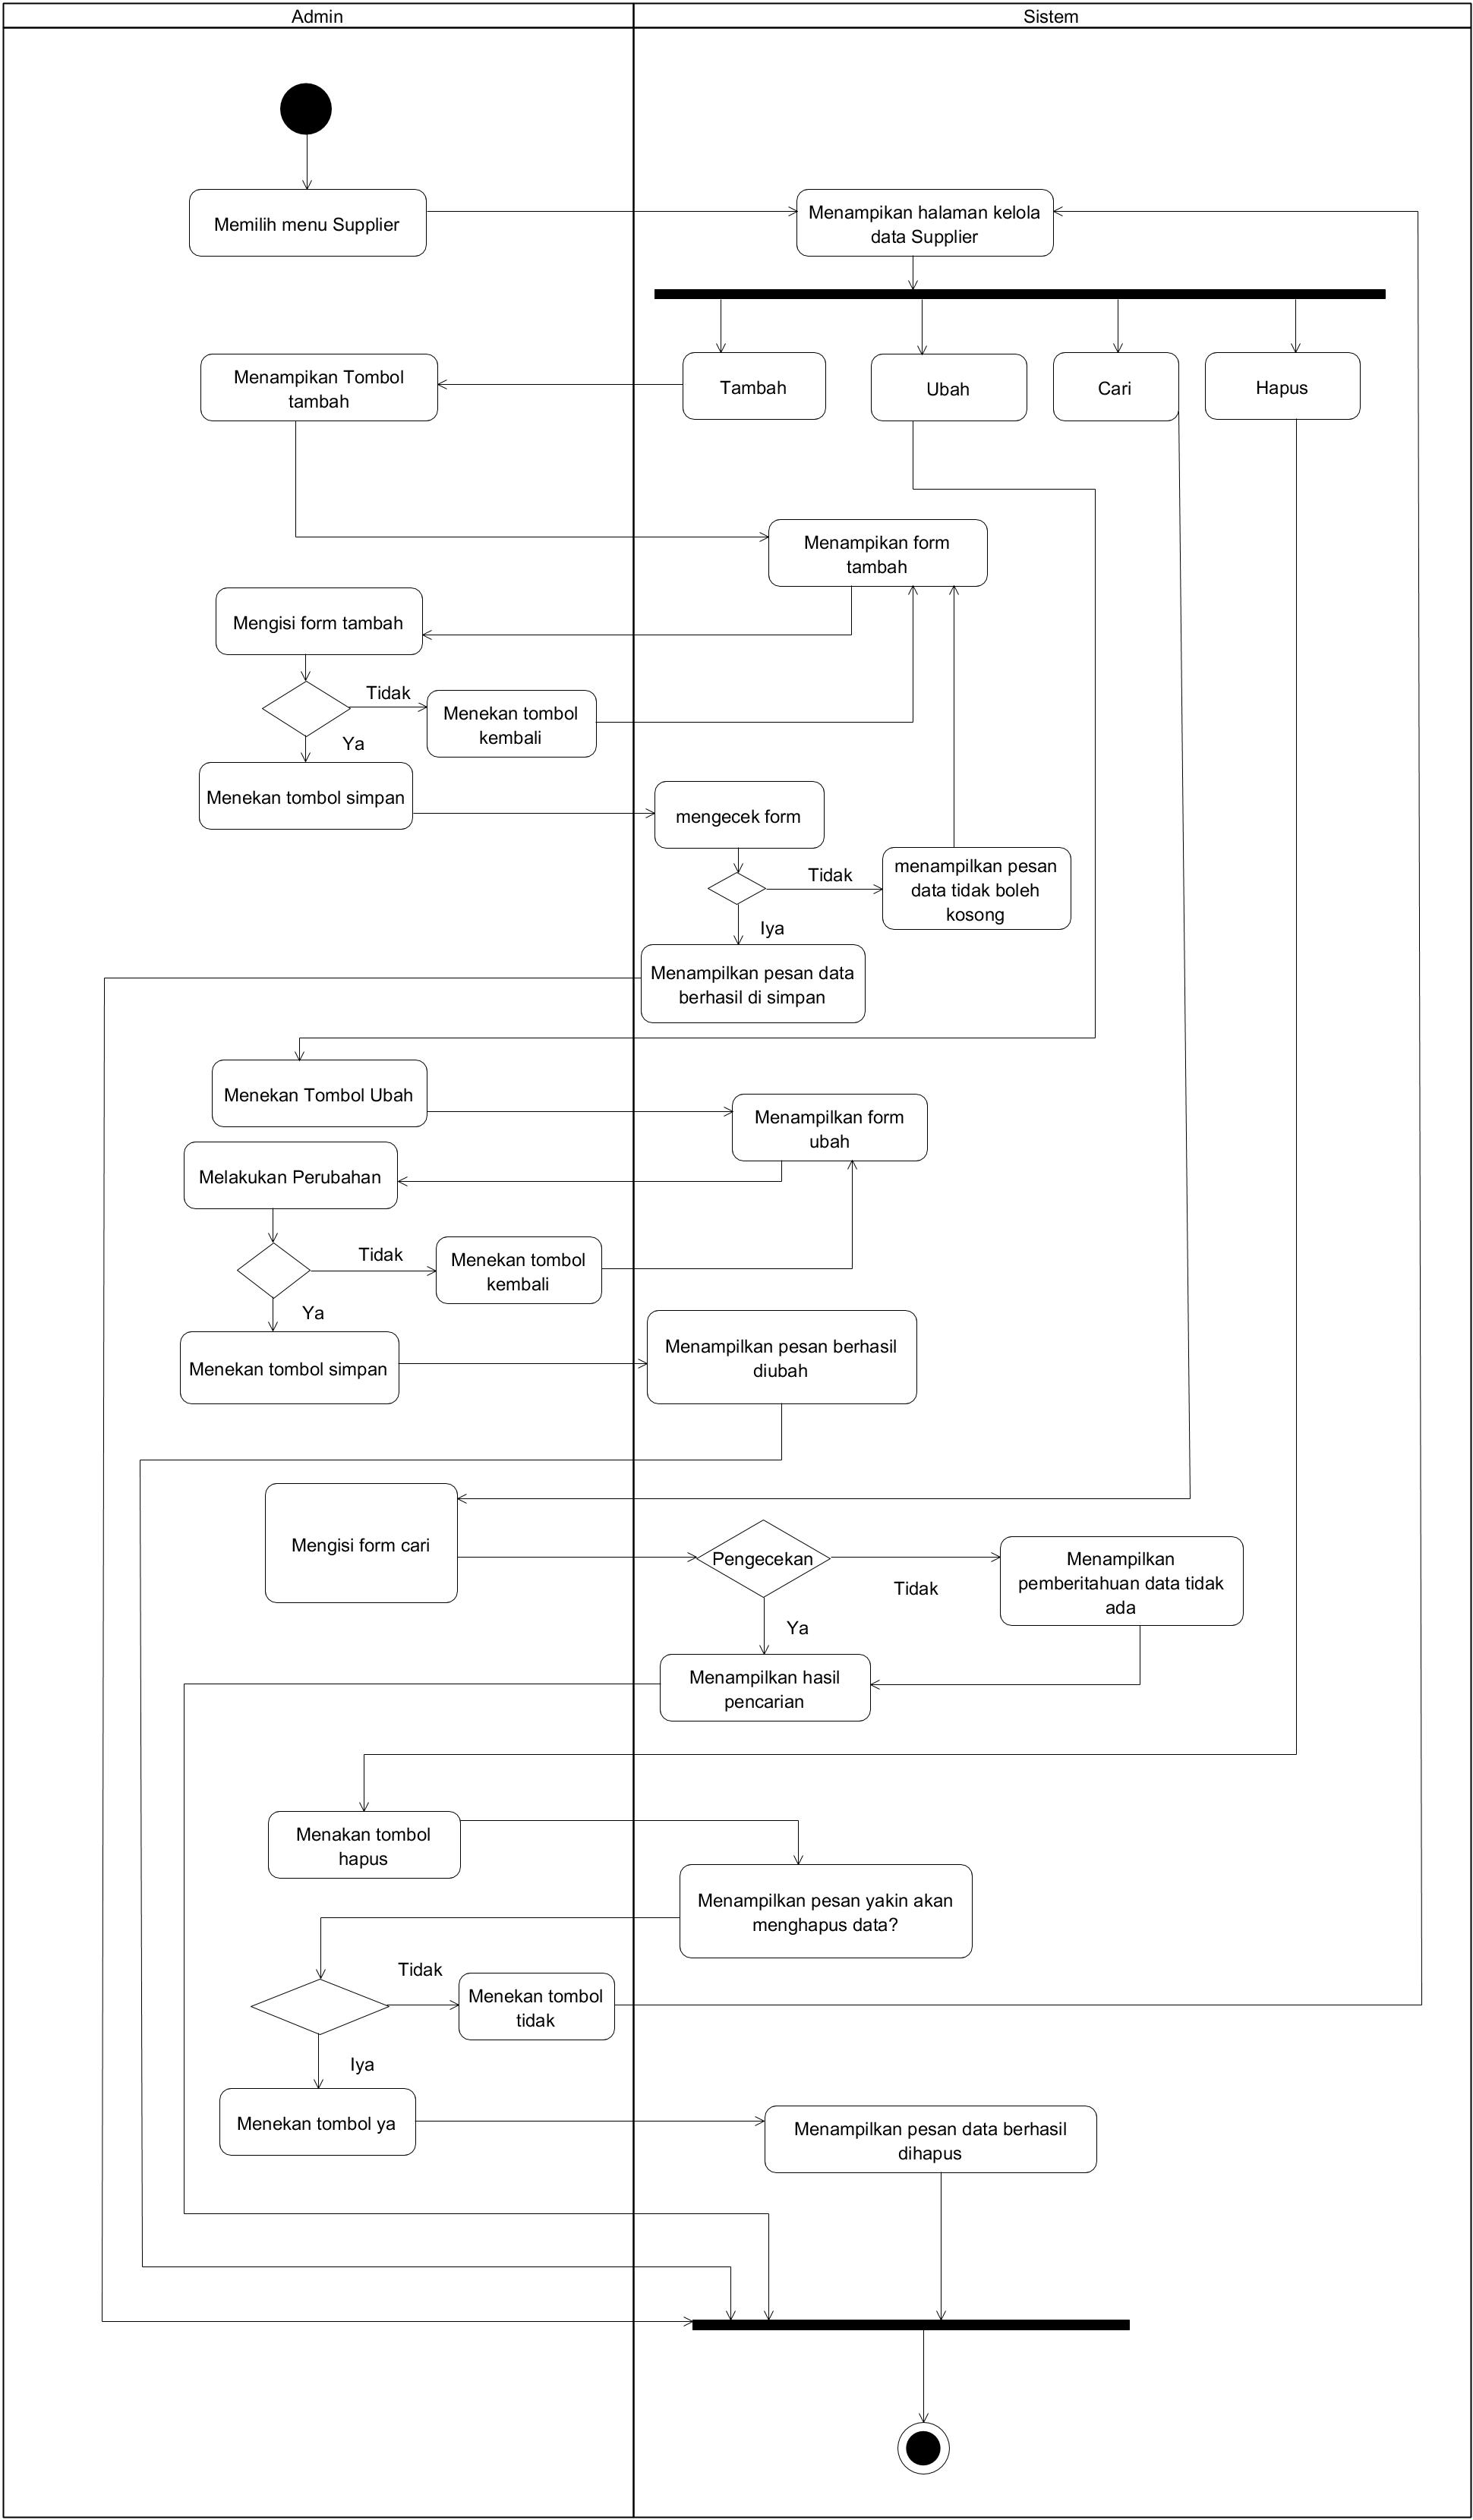 Admin
Sistem
Memilih menu Supplier
Menampikan halaman kelola
data Supplier
Menampikan Tombol
tambah
Tambah
Ubah
Cari
Hapus
Menampikan form
tambah
Mengisi form tambah
Tidak
Menekan tombol
kembali
Ya
Menekan tombol simpan
mengecek form
Tidak
menampilkan pesan
data tidak boleh
kosong
Iya
Menampilkan pesan data
berhasil di simpan
Menekan Tombol Ubah
Menampilkan form
ubah
Melakukan Perubahan
Tidak
Menekan tombol
kembali
Ya
Menekan tombol simpan
Menampilkan pesan berhasil
diubah
Mengisi form cari
Pengecekan
Tidak
Menampilkan
pemberitahuan data tidak
ada
Ya
Menampilkan hasil
pencarian
Menakan tombol
hapus
Menampilkan pesan yakin akan
menghapus data?
Tidak
Menekan tombol
tidak
Iya
Menekan tombol ya
Menampilkan pesan data berhasil
dihapus